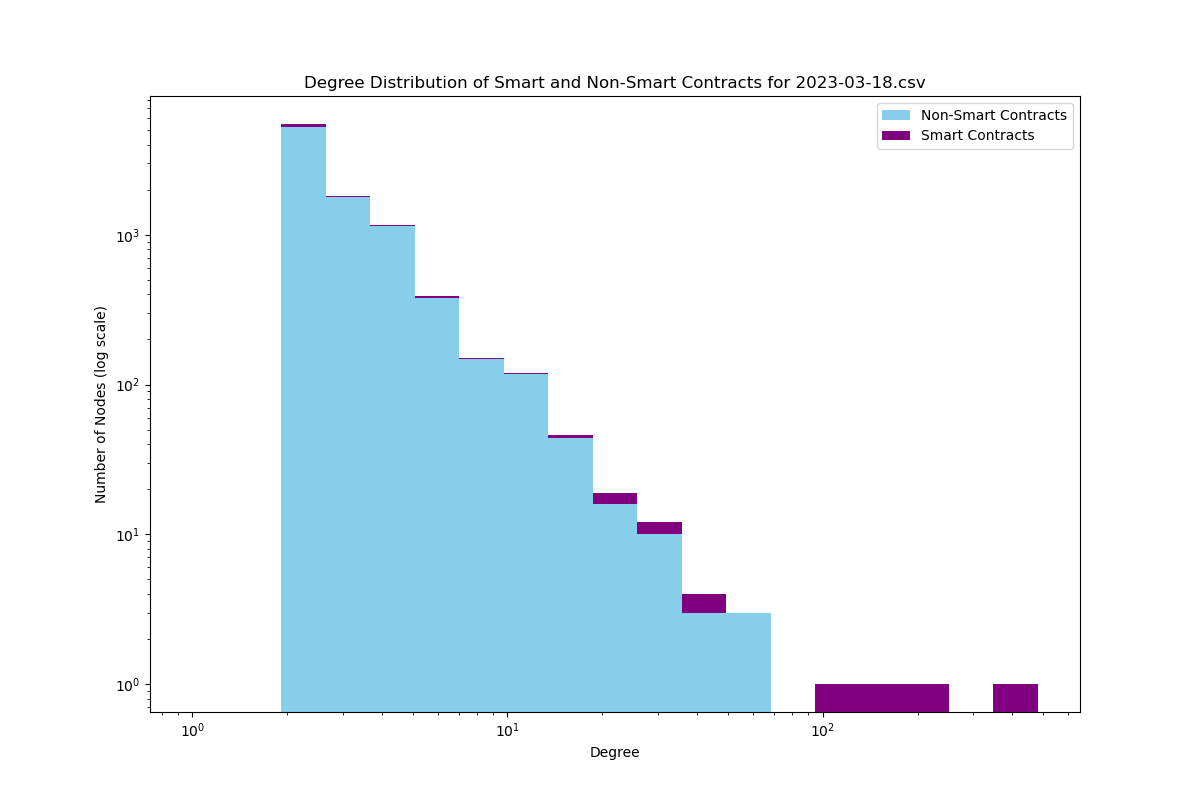 Degree Distribution of Smart and Non-Smart Contracts for 2023-03-18.csv
Non-Smart Contracts
Smart Contracts
Number of Nodes (log scale)
10³
10²
10¹
10⁰
10⁰ 10¹ 10²
Degree